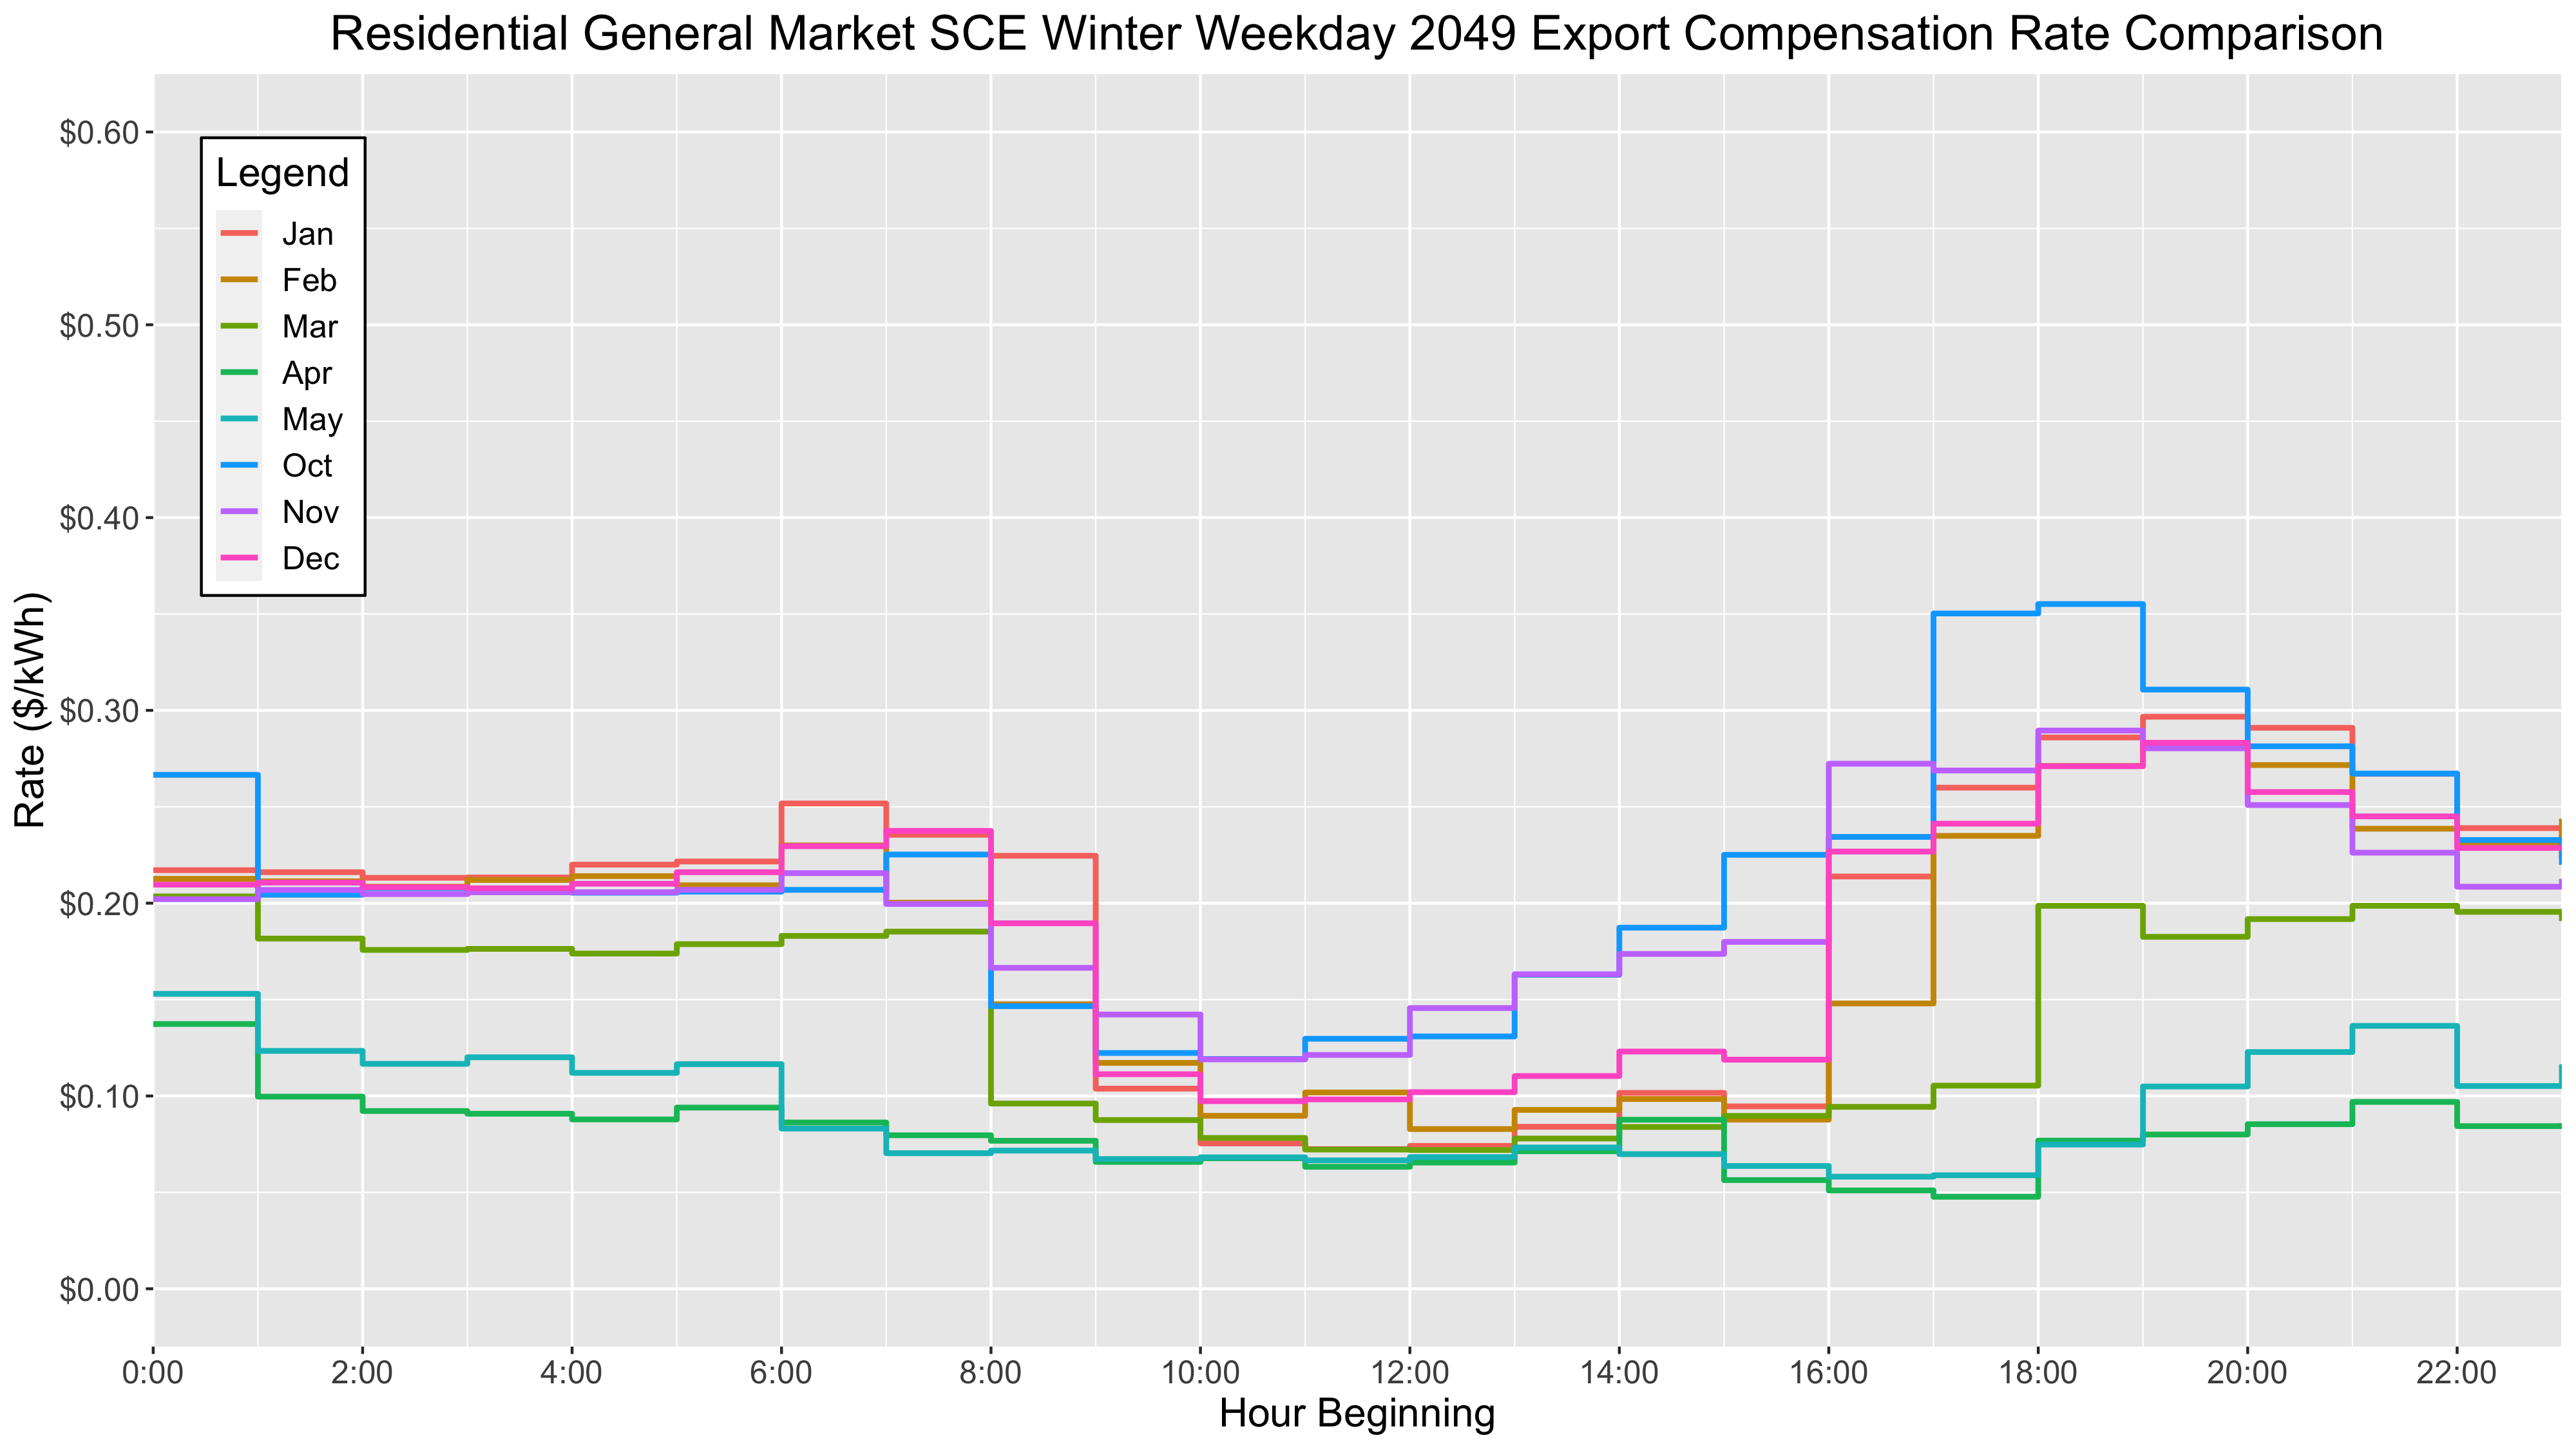 Residential General Market SCE Winter Weekday 2049 Export Compensation Rate Comparison
Legend
Jan
Feb
Mar
Apr
May
Oct
Nov
Dec
Rate ($/kWh)
$0.60
$0.50
$0.40
$0.30
$0.20
$0.10
$0.00
0:00 2:00 4:00 6:00 8:00 10:00 12:00 14:00 16:00 18:00 20:00 22:00
Hour Beginning